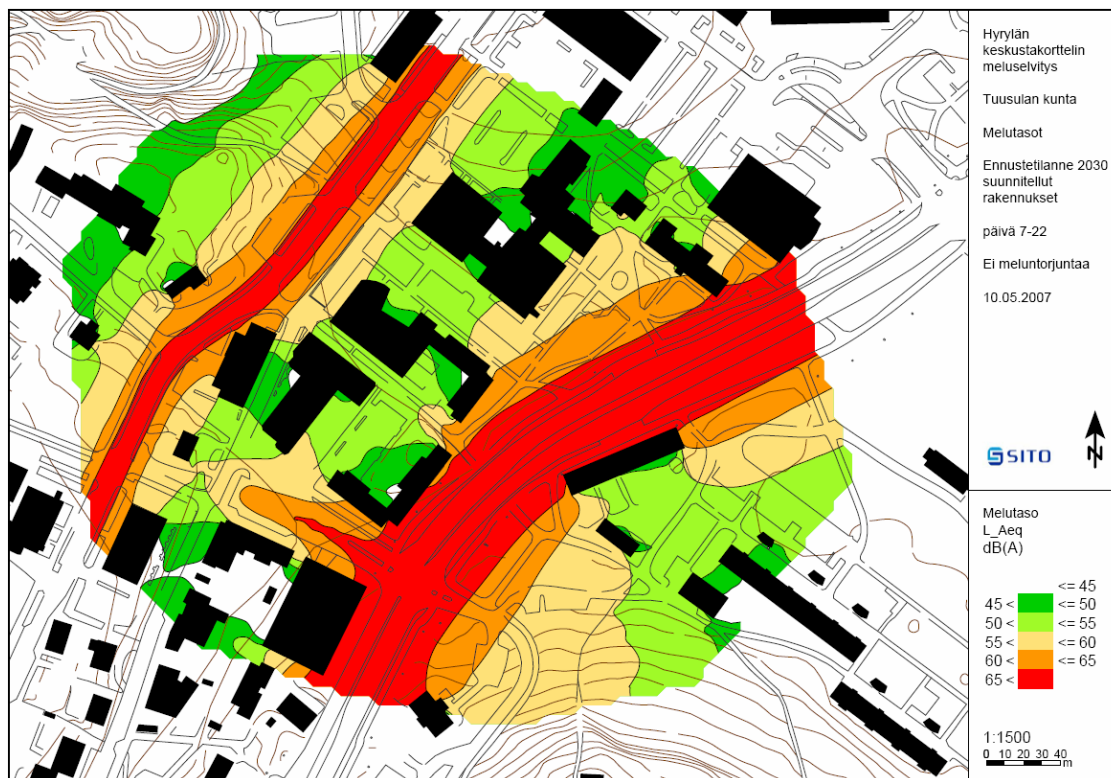 Hyrylän
keskustakorttelin
meluselvitys
Tuusulan kunta
Melutasot
Ennustetilanne 2030
suunnitellut
rakennukset
päivä 7-22
Ei meluntorjuntaa
10.05.2007
SITO
N
Melutaso
L_Aeq
dB(A)
<= 45
45 < <= 50
50 < <= 55
55 < <= 60
60 < <= 65
65 <
1:1500
0 10 20 30 40
m